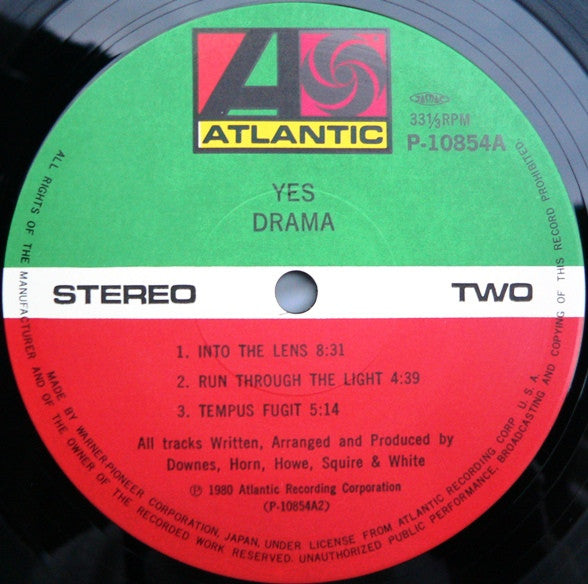 A
ATLANTIC
JASRAC
33⅓RPM
P-10854A
YES
DRAMA
STEREO
TWO
1. INTO THE LENS 8:31
2. RUN THROUGH THE LIGHT 4:39
3. TEMPUS FUGIT 5:14
All tracks Written, Arranged and Produced by
Downes, Horn, Howe, Squire & White
Ⓟ 1980 Atlantic Recording Corporation
(P-10854A2)
ALL RIGHTS OF THE MANUFACTURER AND OF THE OWNER OF THE RECORDED WORK RESERVED. UNAUTHORIZED PUBLIC PERFORMANCE, BROADCASTING AND COPYING OF THIS RECORD PROHIBITED.
MADE BY WARNER-PIONEER CORPORATION, JAPAN, UNDER LICENSE FROM ATLANTIC RECORDING CORP. U.S.A.